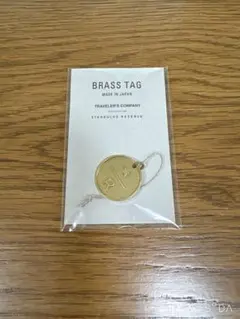 BRASS TAG
MADE IN JAPAN
TRAVELER'S COMPANY
STARBUCKS RESERVE